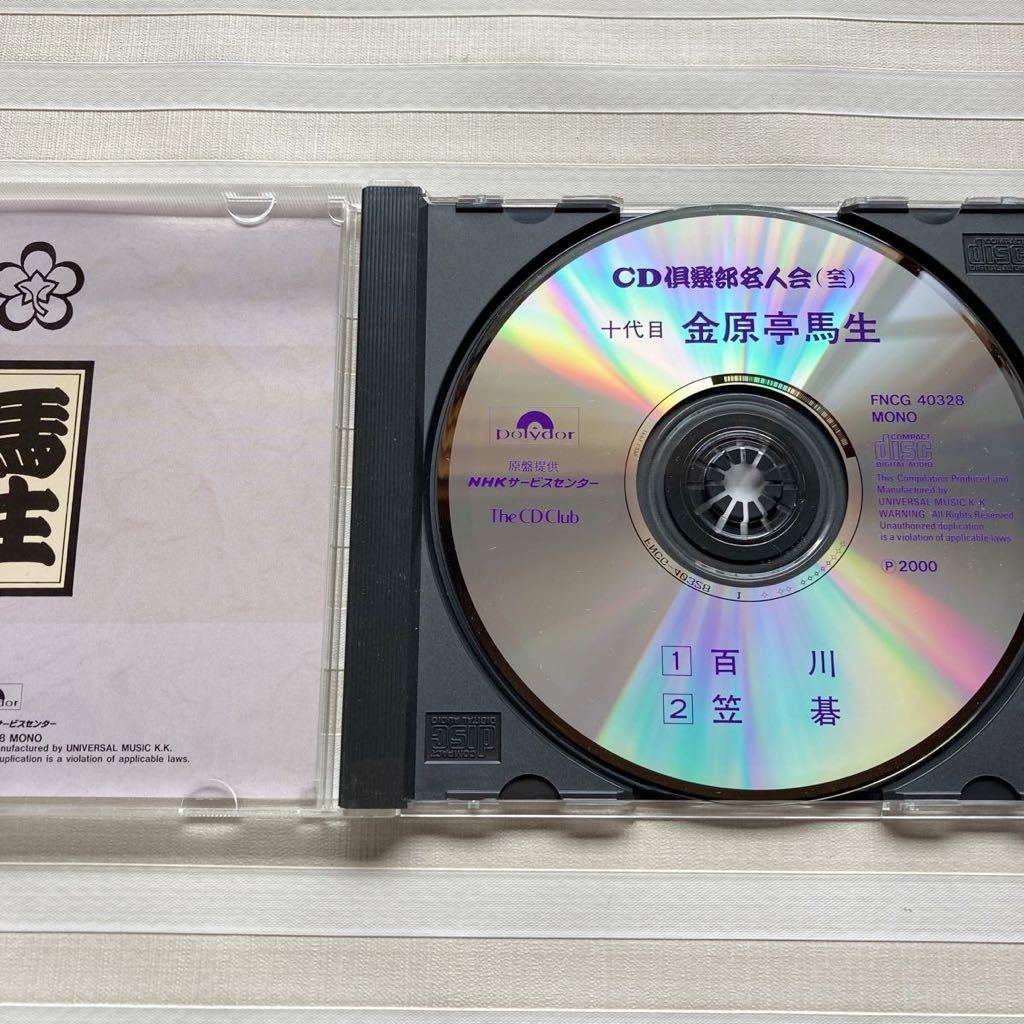 馬生
サービスセンター
8 MONO
nufactured by UNIVERSAL MUSIC K.K.
uplication is a violation of applicable laws.
CD倶楽部名人会
十代目 金原亭馬生
polydor
原盤提供
NHKサービスセンター
The CD Club
FNCG 40328
MONO
COMPACT
disc
DIGITAL AUDIO
This Compilation Produced and
Manufactured by
UNIVERSAL MUSIC K.K.
WARNING: All Rights Reserved
Unauthorized duplication
is a violation of applicable laws
Ⓟ 2000
1 百川
2 笠碁
COMPACT
disc
DIGITAL AUDIO